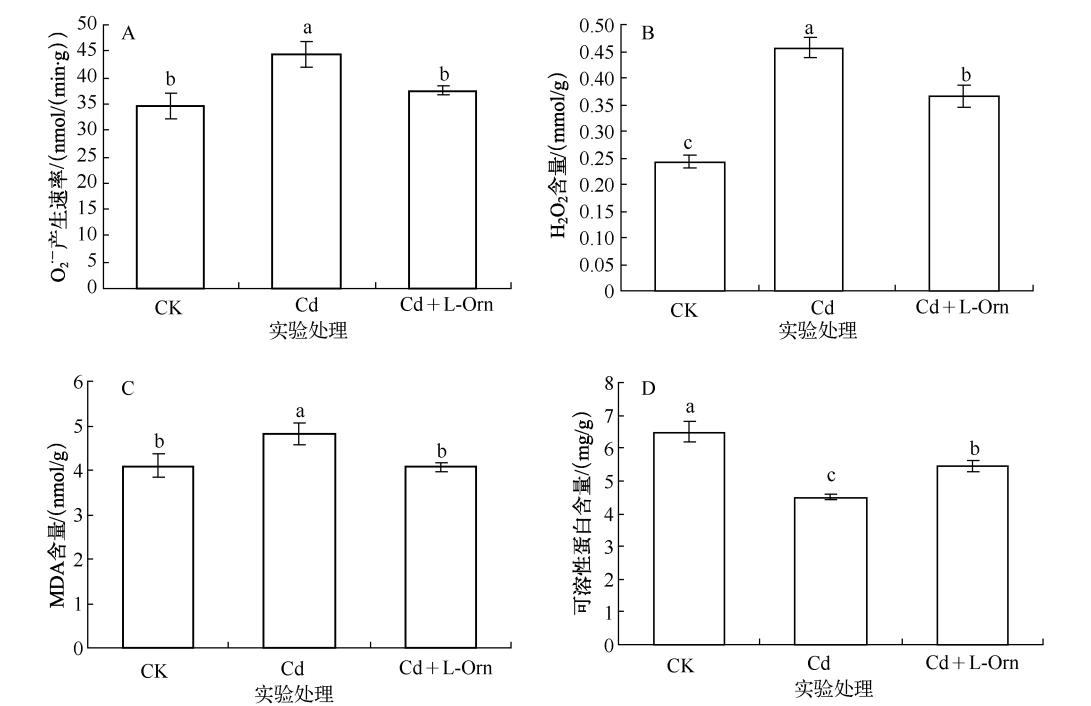 A
O₂·⁻产生速率/(nmol/(min·g))
50
45
40
35
30
25
20
15
10
5
0
b
a
b
CK
Cd
Cd+L-Orn
实验处理
B
H₂O₂含量/(mmol/g)
0.50
0.45
0.40
0.35
0.30
0.25
0.20
0.15
0.10
0.05
0
c
a
b
CK
Cd
Cd+L-Orn
实验处理
C
MDA含量/(nmol/g)
6
5
4
3
2
1
0
b
a
b
CK
Cd
Cd+L-Orn
实验处理
D
可溶性蛋白含量/(mg/g)
8
7
6
5
4
3
2
1
0
a
c
b
CK
Cd
Cd+L-Orn
实验处理